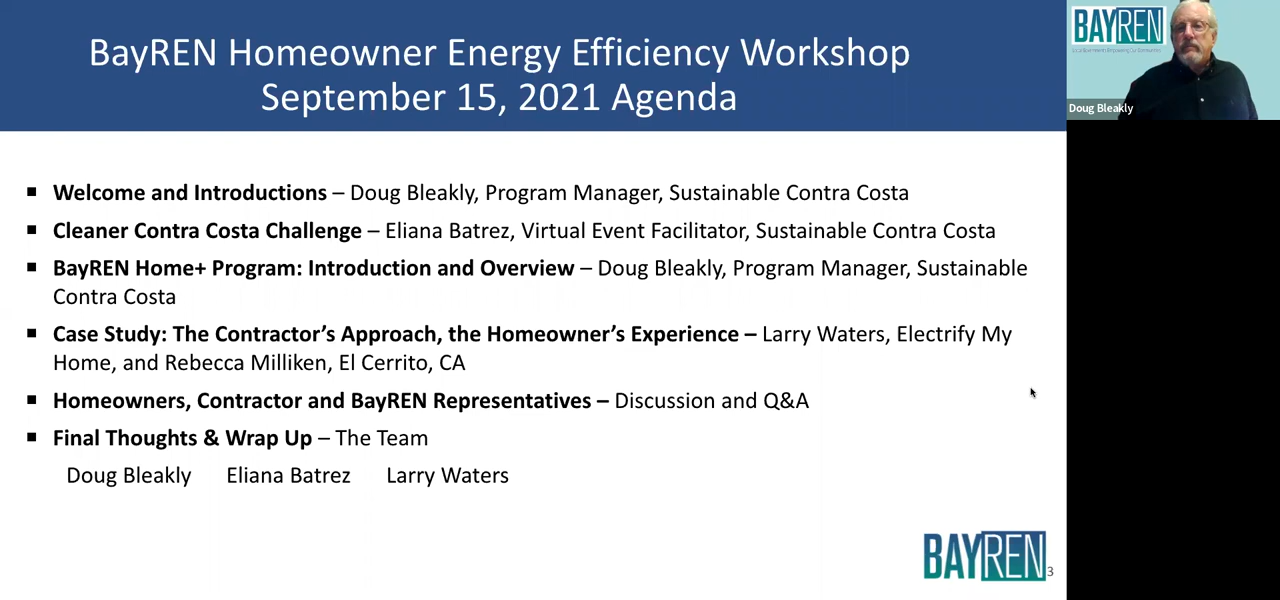 BayREN Homeowner Energy Efficiency Workshop
September 15, 2021 Agenda
▪ Welcome and Introductions – Doug Bleakly, Program Manager, Sustainable Contra Costa
▪ Cleaner Contra Costa Challenge – Eliana Batrez, Virtual Event Facilitator, Sustainable Contra Costa
▪ BayREN Home+ Program: Introduction and Overview – Doug Bleakly, Program Manager, Sustainable
Contra Costa
▪ Case Study: The Contractor’s Approach, the Homeowner’s Experience – Larry Waters, Electrify My
Home, and Rebecca Milliken, El Cerrito, CA
▪ Homeowners, Contractor and BayREN Representatives – Discussion and Q&A
▪ Final Thoughts & Wrap Up – The Team
Doug Bleakly Eliana Batrez Larry Waters
BAYREN
3
BAYREN
Doug Bleakly